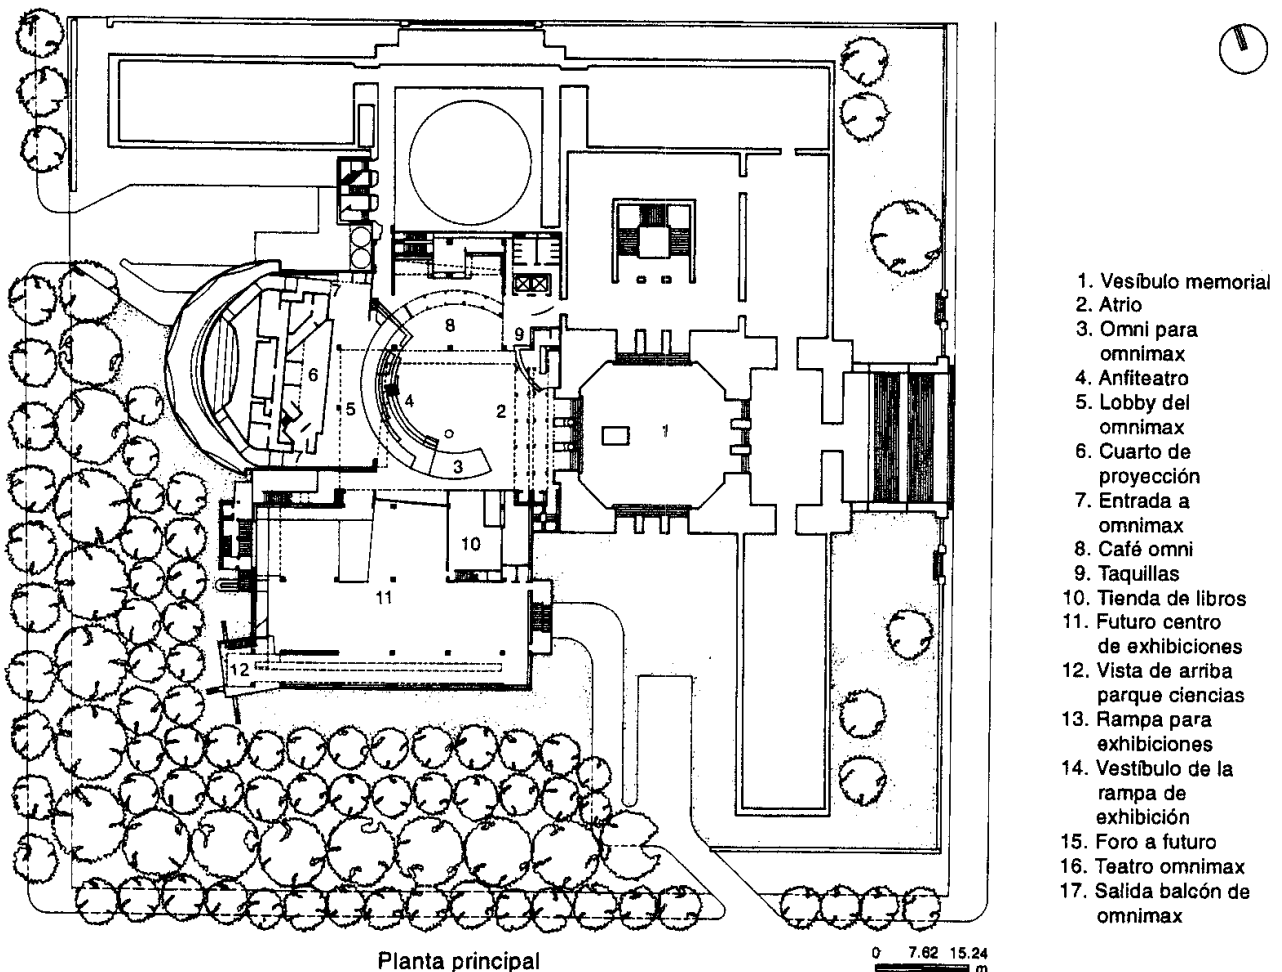 7
8
9
6
5
4
2
1
3
7
10
11
12
1. Vesíbulo memorial
2. Atrio
3. Omni para
omnimax
4. Anfiteatro
5. Lobby del
omnimax
6. Cuarto de
proyección
7. Entrada a
omnimax
8. Café omni
9. Taquillas
10. Tienda de libros
11. Futuro centro
de exhibiciones
12. Vista de arriba
parque ciencias
13. Rampa para
exhibiciones
14. Vestíbulo de la
rampa de
exhibición
15. Foro a futuro
16. Teatro omnimax
17. Salida balcón de
omnimax
Planta principal
0 7.62 15.24
m